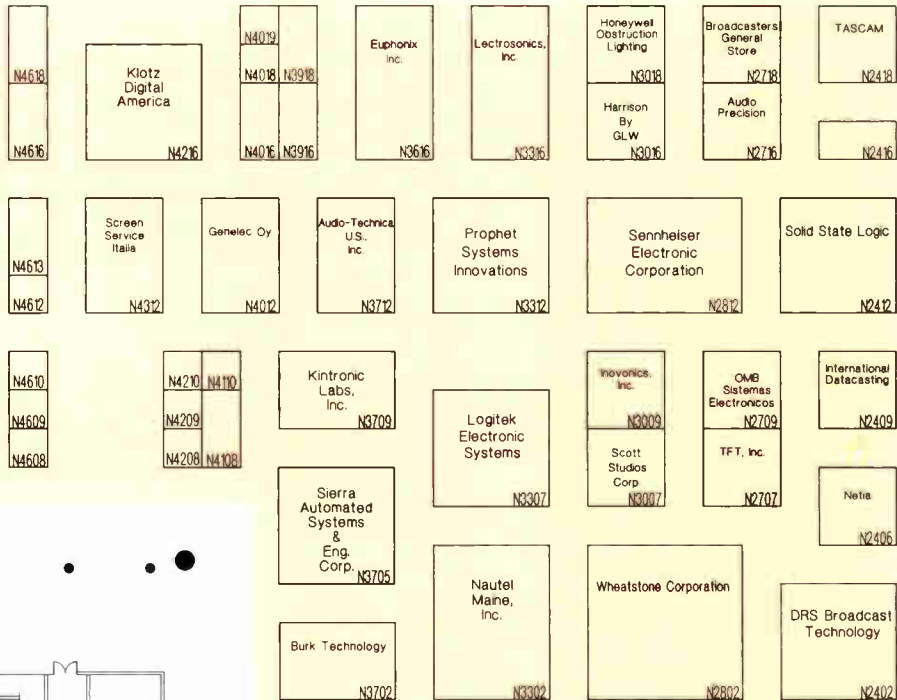 N4618
N4616
Klotz
Digital
America
N4216
N4019
N4018
N3918
N4016
N3916
Euphonix
Inc.
N3616
Lectrosonics,
Inc.
N3316
Honeywell
Obstruction
Lighting
N3018
Harrison
By
GLW
N3016
Broadcasters
General
Store
N2718
Audio
Precision
N2716
TASCAM
N2418
N2416
N4613
N4612
Screen
Service
Italia
N4312
Genelec Oy
N4012
Audio-Technica
U.S.,
Inc.
N3712
Prophet
Systems
Innovations
N3312
Sennheiser
Electronic
Corporation
N2812
Solid State Logic
N2412
N4610
N4609
N4608
N4210
N4110
N4209
N4208
N4108
Kintronic
Labs,
Inc.
N3709
Logitek
Electronic
Systems
N3307
Inovonics,
Inc.
N3009
Scott
Studios
Corp
N3007
OMB
Sistemas
Electronicos
N2709
TFT, Inc.
N2707
International
Datacasting
N2409
Netia
N2406
Sierra
Automated
Systems
&
Eng.
Corp.
N3705
Nautel
Maine,
Inc.
N3302
Wheatstone Corporation
N2802
DRS Broadcast
Technology
N2402
Burk Technology
N3702